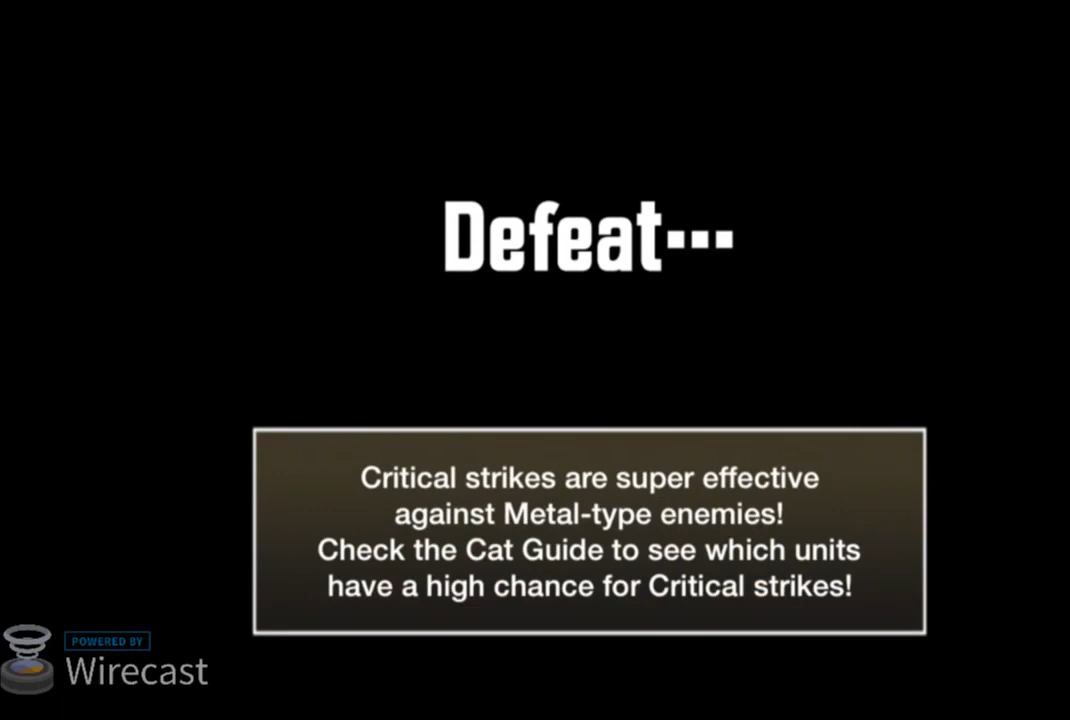 Defeat···
Critical strikes are super effective
against Metal-type enemies!
Check the Cat Guide to see which units
have a high chance for Critical strikes!
POWERED BY
Wirecast